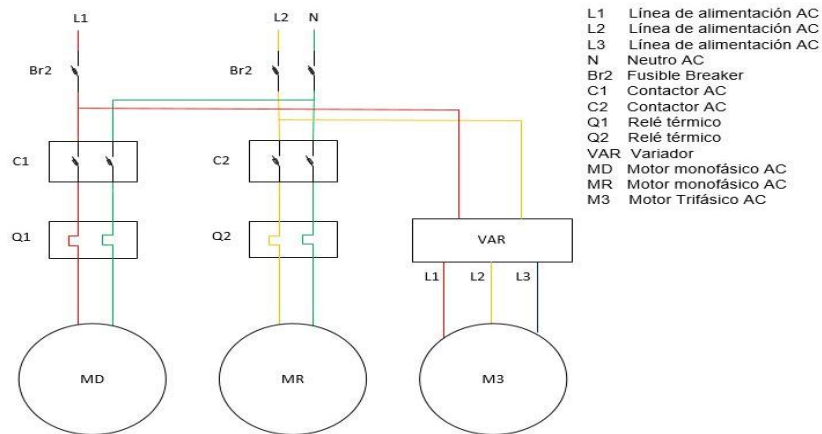 L1
L2 N
Br2
Br2
C1
C2
Q1
Q2
VAR
L1 L2 L3
MD
MR
M3
L1 Línea de alimentación AC
L2 Línea de alimentación AC
L3 Línea de alimentación AC
N Neutro AC
Br2 Fusible Breaker
C1 Contactor AC
C2 Contactor AC
Q1 Relé térmico
Q2 Relé térmico
VAR Variador
MD Motor monofásico AC
MR Motor monofásico AC
M3 Motor Trifásico AC